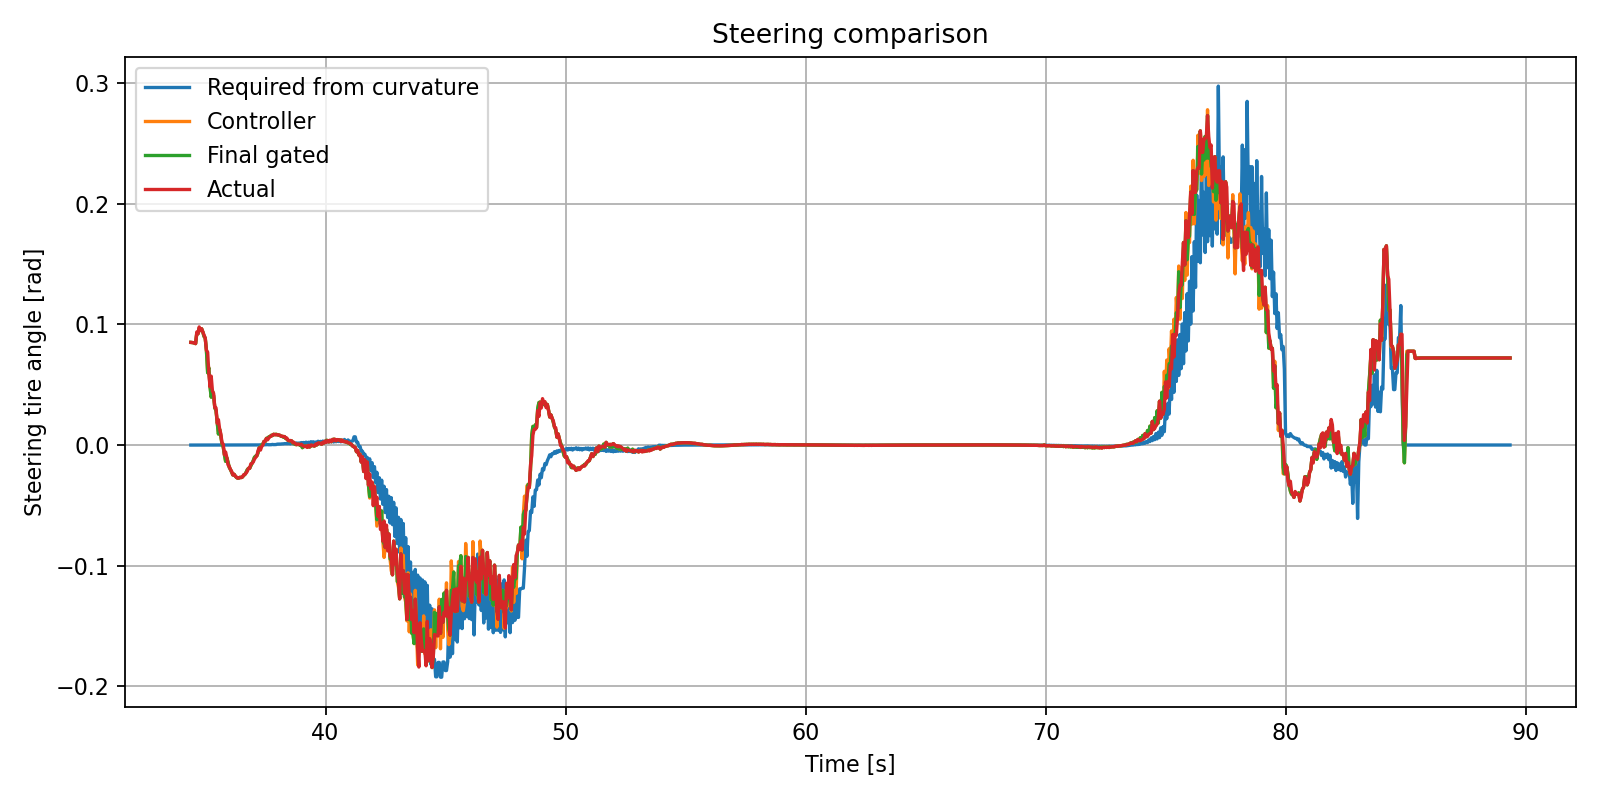 Steering comparison
Required from curvature
Controller
Final gated
Actual
0.3
0.2
0.1
0.0
−0.1
−0.2
Steering tire angle [rad]
40
50
60
70
80
90
Time [s]